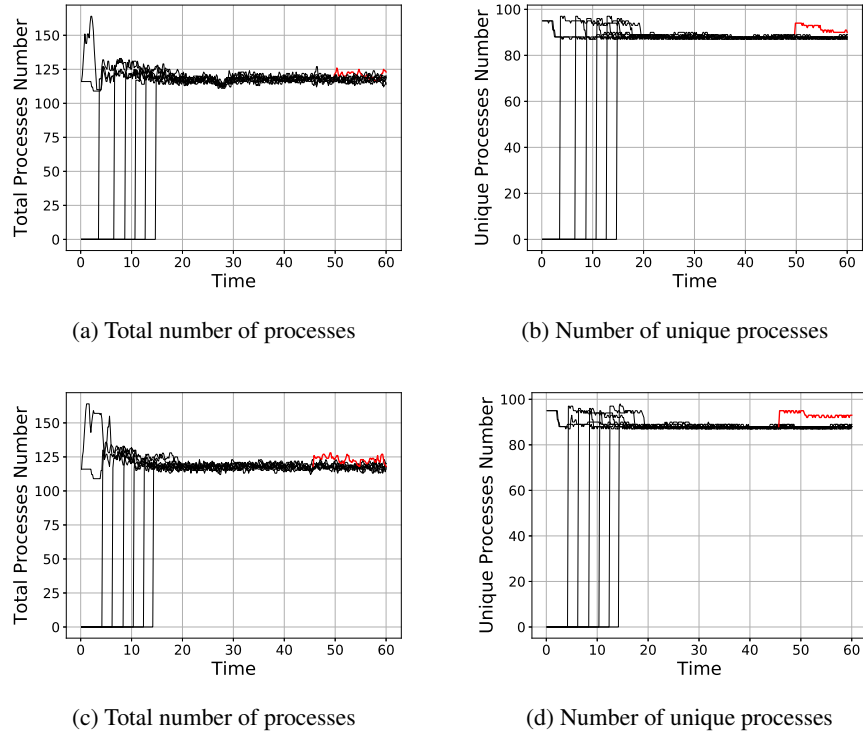 150
125
100
75
50
25
0
Total Processes Number
0 10 20 30 40 50 60
Time
(a) Total number of processes
100
80
60
40
20
0
Unique Processes Number
0 10 20 30 40 50 60
Time
(b) Number of unique processes
150
125
100
75
50
25
0
Total Processes Number
0 10 20 30 40 50 60
Time
(c) Total number of processes
100
80
60
40
20
0
Unique Processes Number
0 10 20 30 40 50 60
Time
(d) Number of unique processes